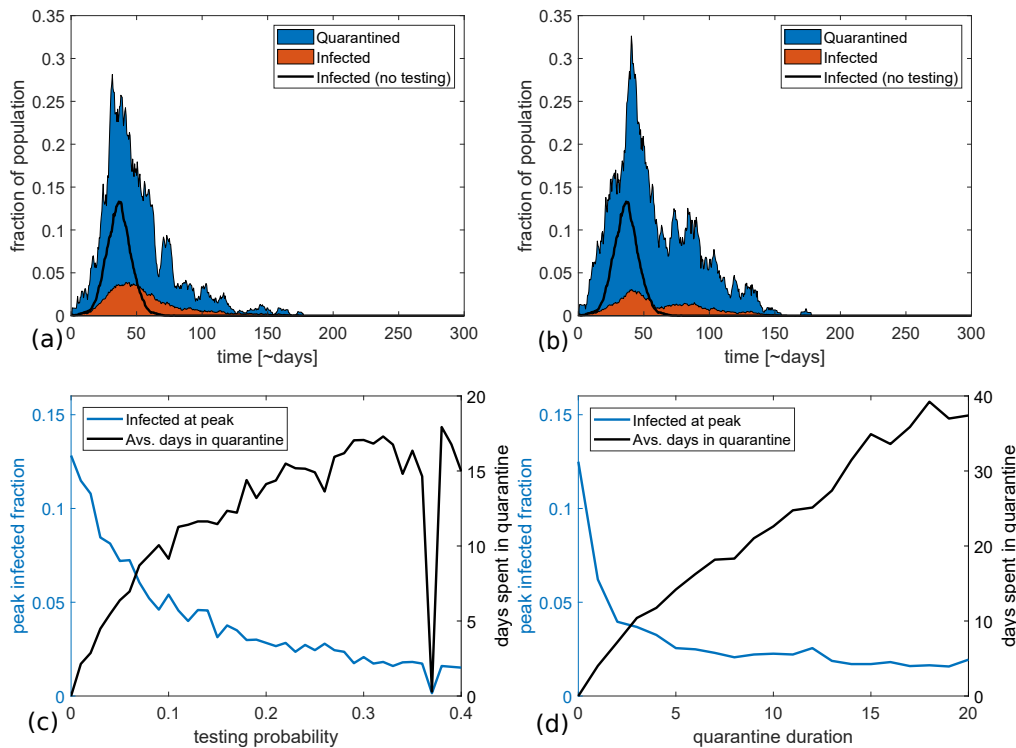 0.35
0.3
0.25
0.2
0.15
0.1
0.05
0
fraction of population
Quarantined
Infected
Infected (no testing)
0 50 100 150 200 250 300
time [~days]
(a)
0.35
0.3
0.25
0.2
0.15
0.1
0.05
0
fraction of population
Quarantined
Infected
Infected (no testing)
0 50 100 150 200 250 300
time [~days]
(b)
0.15
0.1
0.05
0
peak infected fraction
Infected at peak
Avs. days in quarantine
20
15
10
5
0
days spent in quarantine
0 0.1 0.2 0.3 0.4
testing probability
(c)
0.15
0.1
0.05
0
peak infected fraction
Infected at peak
Avs. days in quarantine
40
30
20
10
0
days spent in quarantine
0 5 10 15 20
quarantine duration
(d)